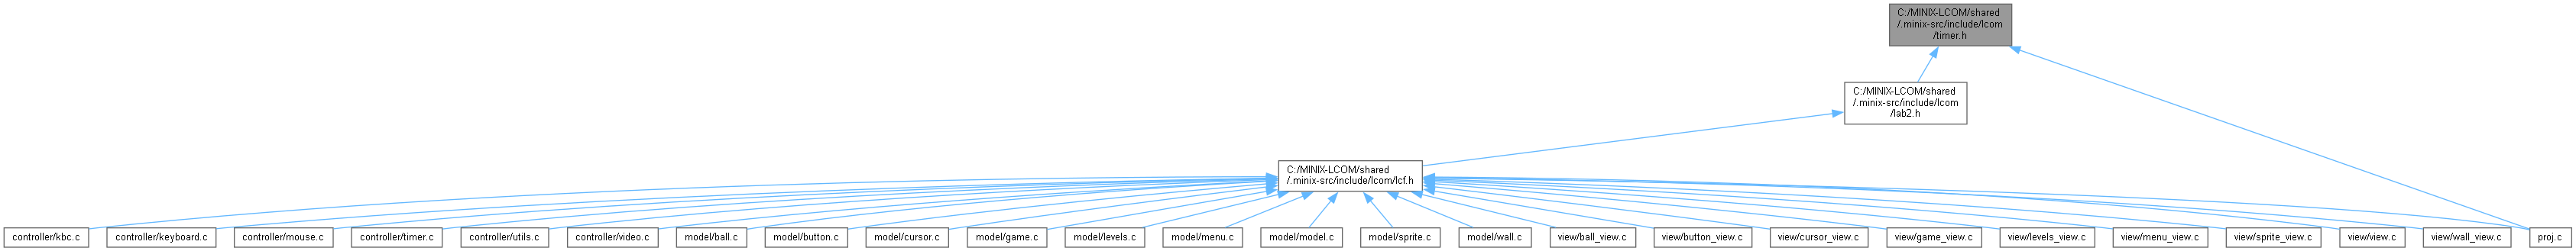 C:/MINIX-LCOM/shared
/.minix-src/include/lcom
/timer.h
C:/MINIX-LCOM/shared
/.minix-src/include/lcom
/lab2.h
C:/MINIX-LCOM/shared
/.minix-src/include/lcom/lcf.h
controller/kbc.c
controller/keyboard.c
controller/mouse.c
controller/timer.c
controller/utils.c
controller/video.c
model/ball.c
model/button.c
model/cursor.c
model/game.c
model/levels.c
model/menu.c
model/model.c
model/sprite.c
model/wall.c
view/ball_view.c
view/button_view.c
view/cursor_view.c
view/game_view.c
view/levels_view.c
view/menu_view.c
view/sprite_view.c
view/view.c
view/wall_view.c
proj.c